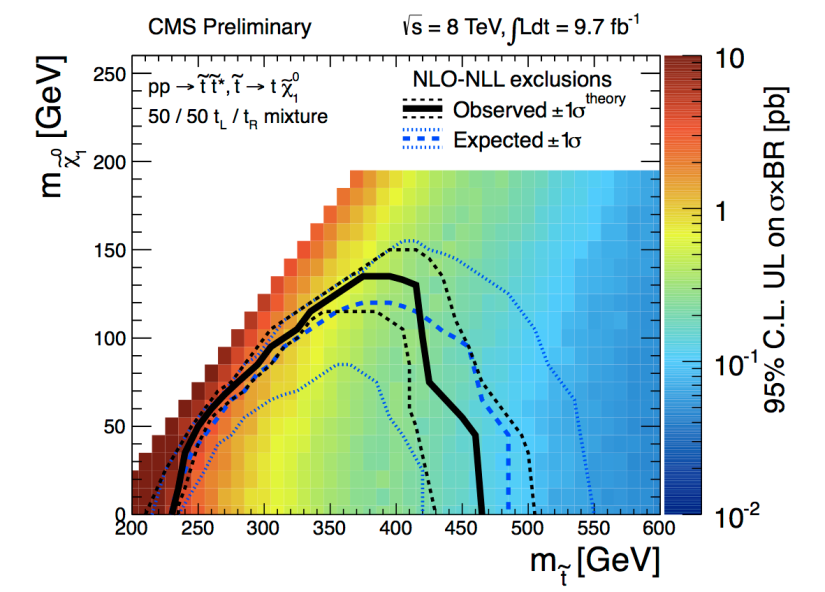 CMS Preliminary
√s = 8 TeV, ∫Ldt = 9.7 fb⁻¹
pp → t̃ t̃*, t̃ → t χ̃₁⁰
50 / 50 t_L / t_R mixture
NLO-NLL exclusions
Observed ±1σ^theory
Expected ±1σ
m_χ̃₁⁰ [GeV]
250
200
150
100
50
0
200 250 300 350 400 450 500 550 600
m_t̃ [GeV]
10
1
10⁻¹
10⁻²
95% C.L. UL on σ×BR [pb]